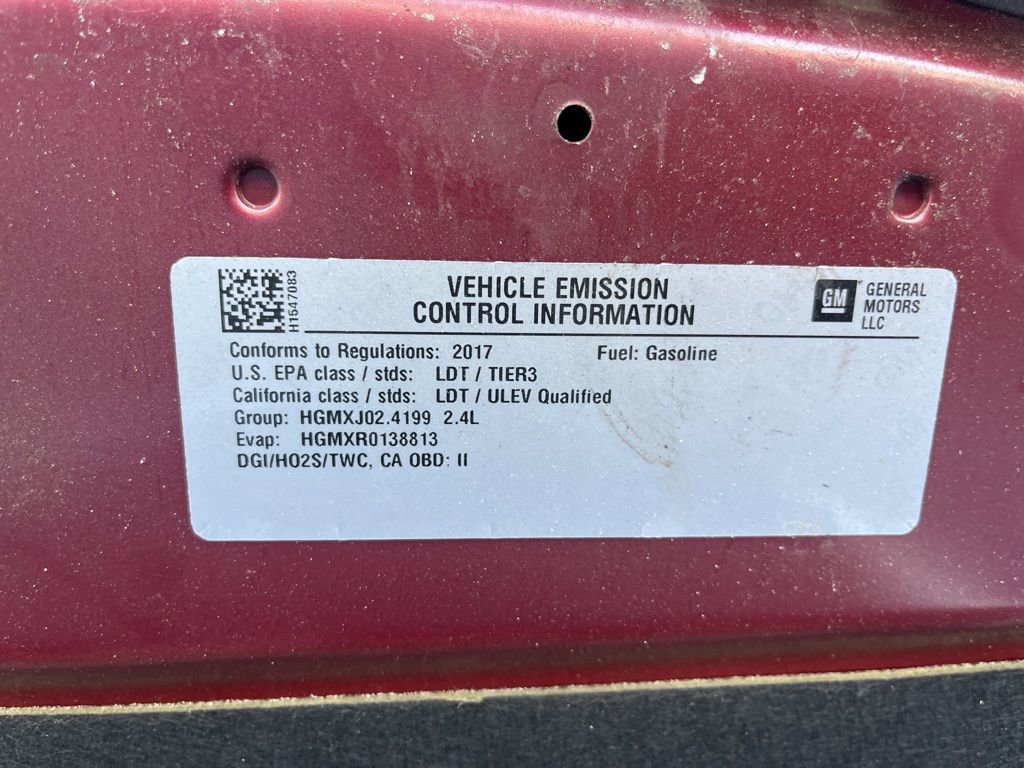 H1547083
VEHICLE EMISSION
CONTROL INFORMATION
GM
GENERAL
MOTORS
LLC
Conforms to Regulations: 2017 Fuel: Gasoline
U.S. EPA class / stds: LDT / TIER3
California class / stds: LDT / ULEV Qualified
Group: HGMXJ02.4199 2.4L
Evap: HGMXR0138813
DGI/HO2S/TWC, CA OBD: II